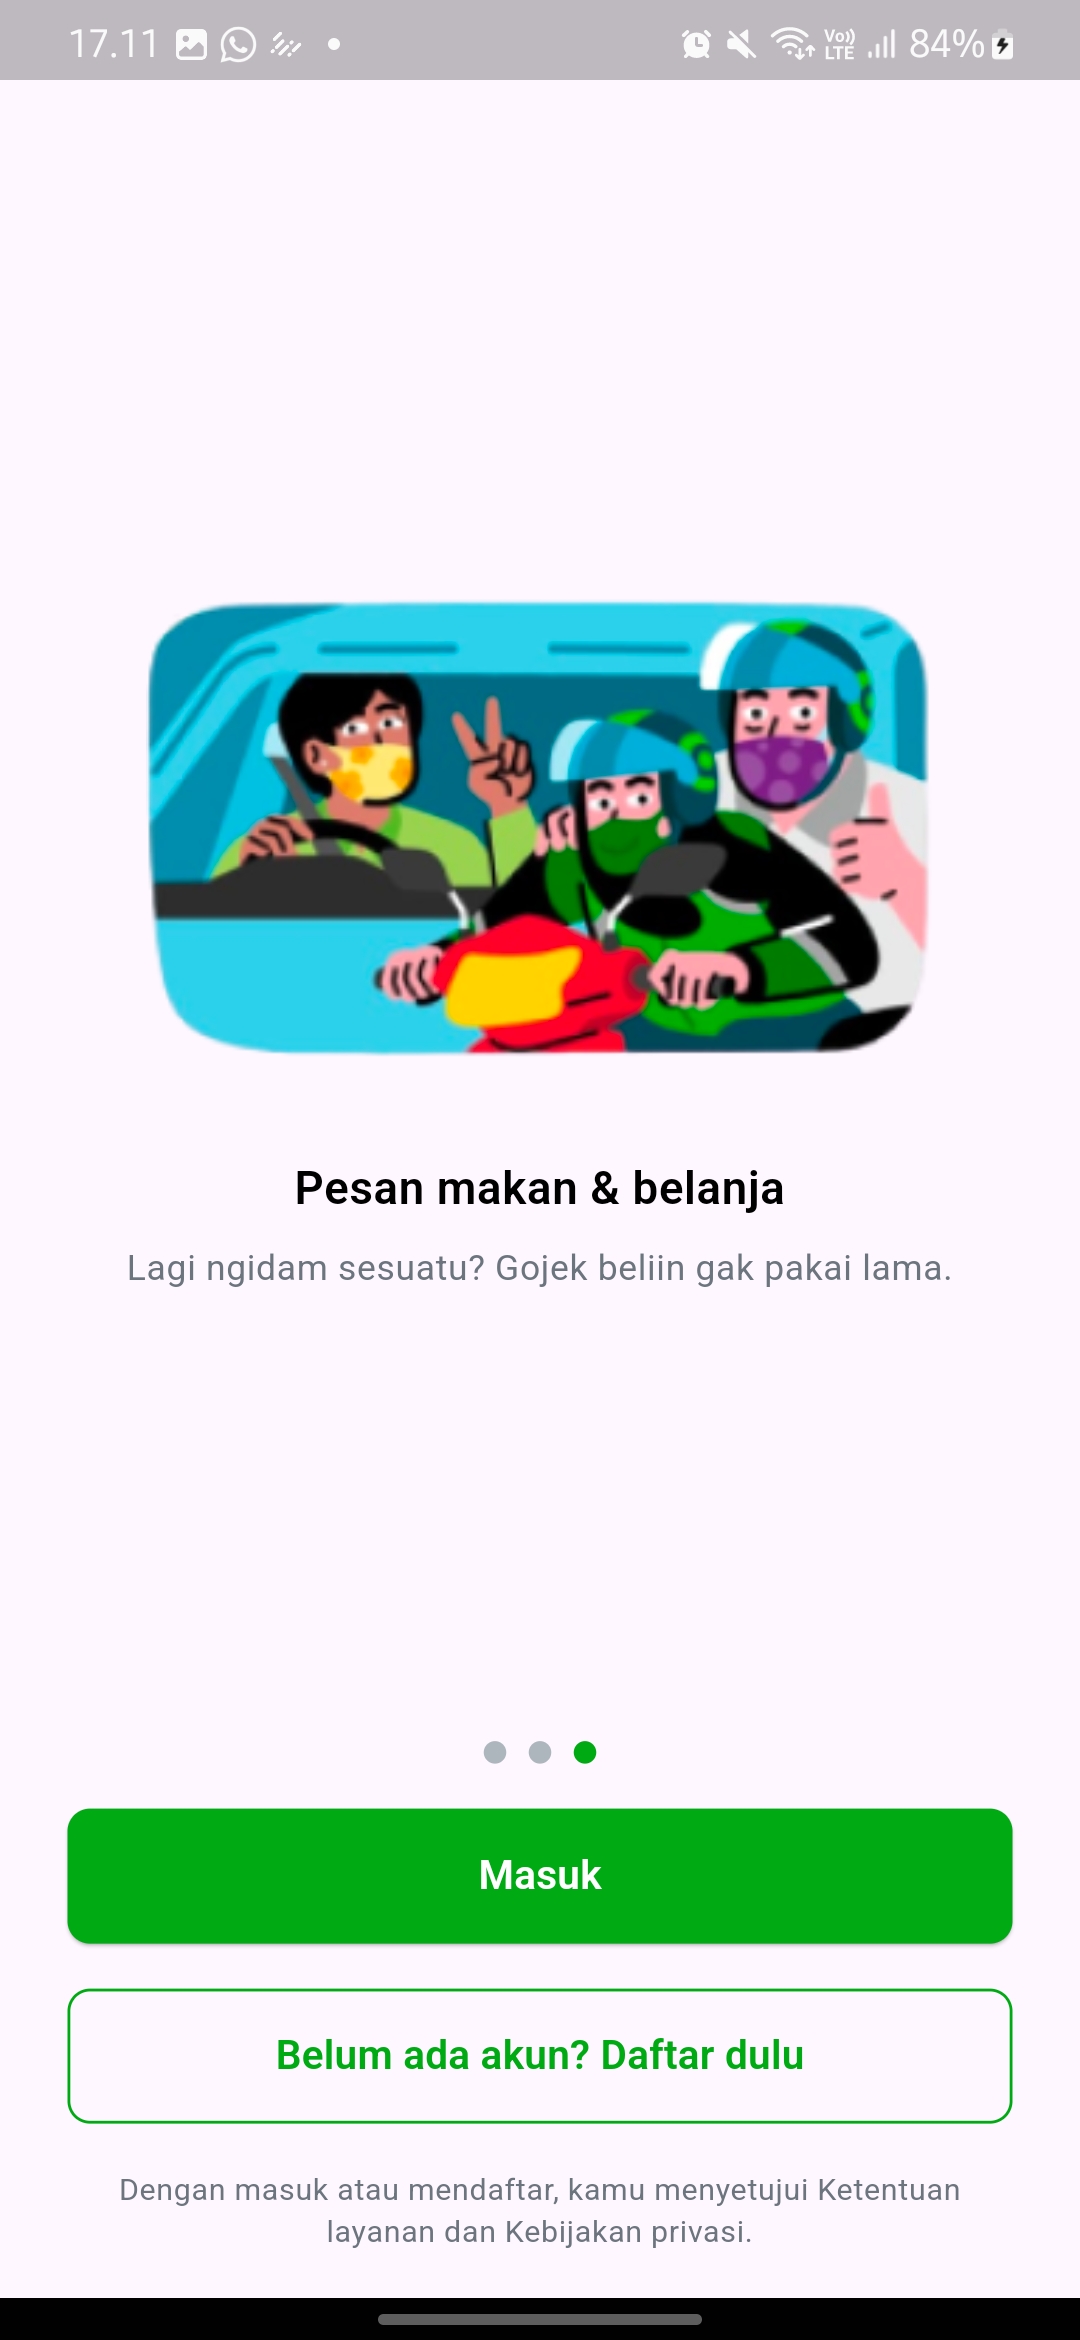 17.11
Vo)) LTE 84%
Pesan makan & belanja
Lagi ngidam sesuatu? Gojek beliin gak pakai lama.
Masuk
Belum ada akun? Daftar dulu
Dengan masuk atau mendaftar, kamu menyetujui Ketentuan
layanan dan Kebijakan privasi.